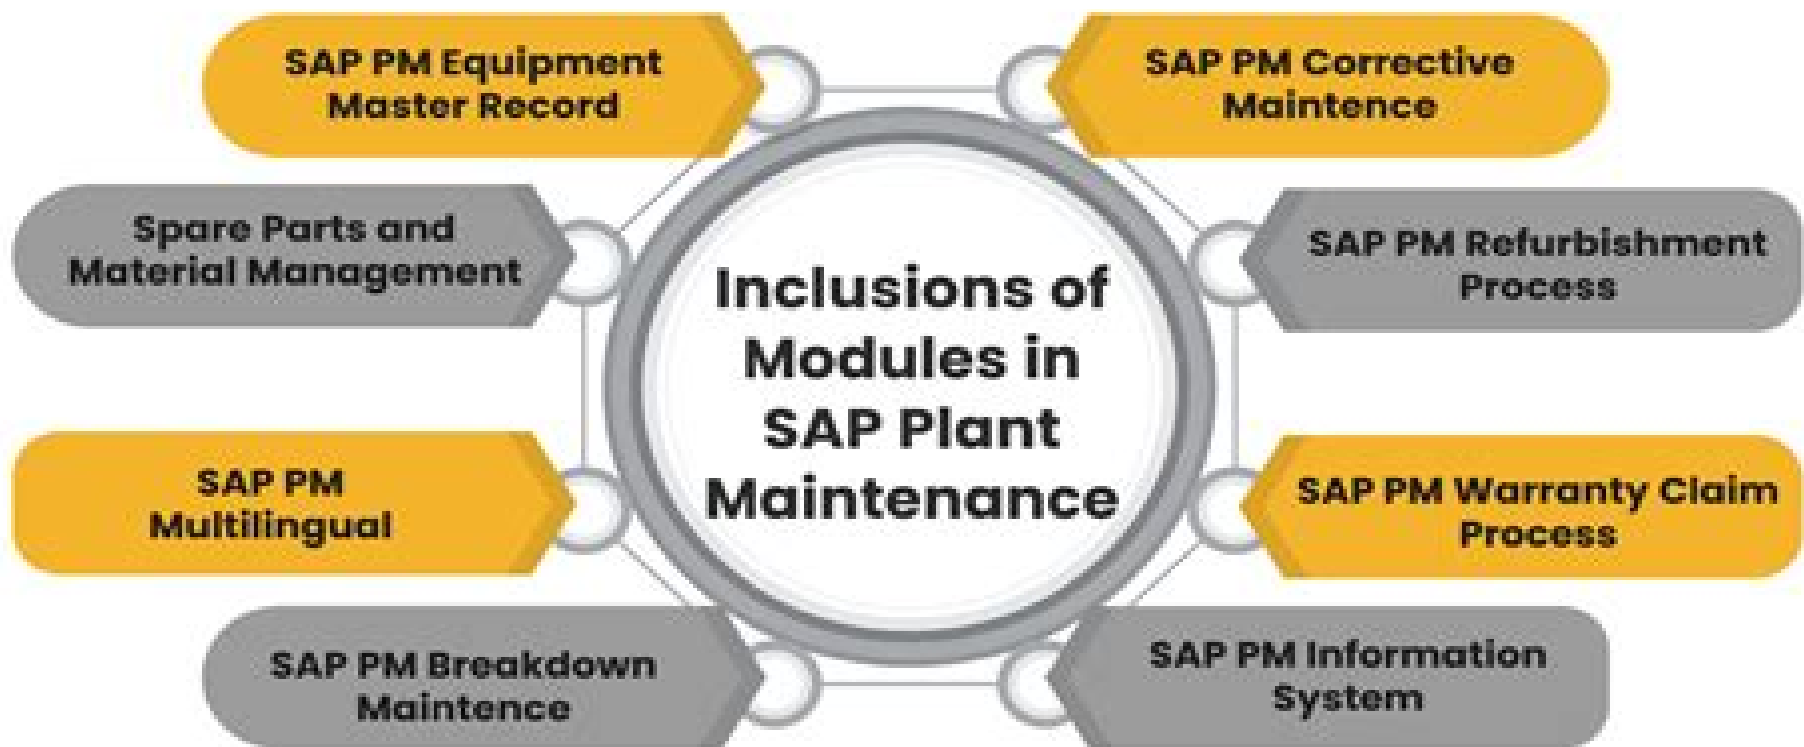 SAP PM Equipment
Master Record
SAP PM Corrective
Maintence
Spare Parts and
Material Management
SAP PM Refurbishment
Process
Inclusions of
Modules in
SAP Plant
Maintenance
SAP PM
Multilingual
SAP PM Warranty Claim
Process
SAP PM Breakdown
Maintence
SAP PM Information
System